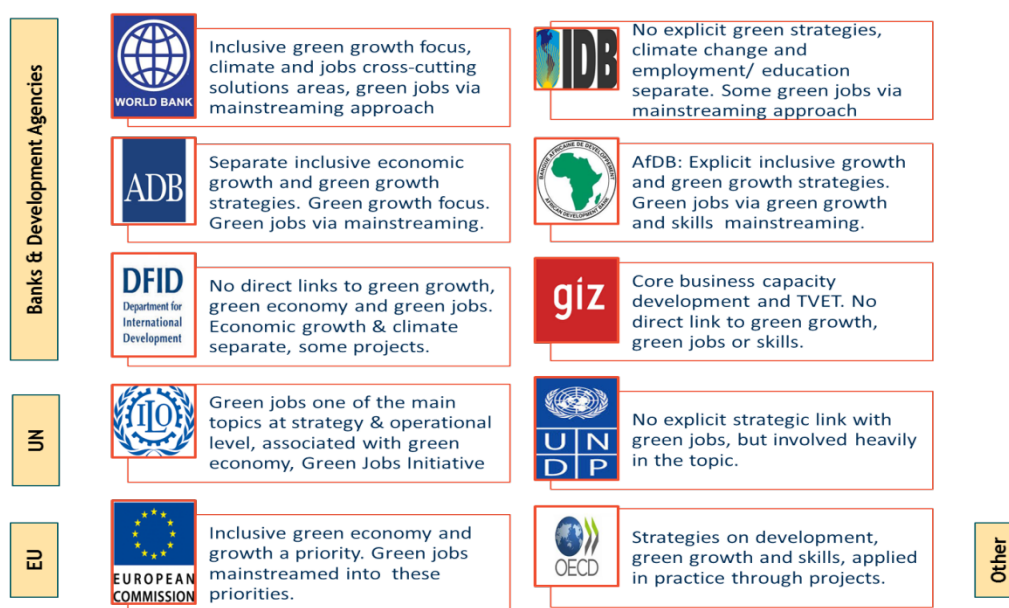 Banks & Development Agencies
WORLD BANK
Inclusive green growth focus,
climate and jobs cross-cutting
solutions areas, green jobs via
mainstreaming approach
IDB
No explicit green strategies,
climate change and
employment/ education
separate. Some green jobs via
mainstreaming approach
ADB
Separate inclusive economic
growth and green growth
strategies. Green growth focus.
Green jobs via mainstreaming.
BANQUE AFRICAINE DE DEVELOPPEMENT
AFRICAN DEVELOPMENT BANK
AfDB: Explicit inclusive growth
and green growth strategies.
Green jobs via green growth
and skills mainstreaming.
DFID
Department for
International
Development
No direct links to green growth,
green economy and green jobs.
Economic growth & climate
separate, some projects.
giz
Core business capacity
development and TVET. No
direct link to green growth,
green jobs or skills.
UN
ILO
Green jobs one of the main
topics at strategy & operational
level, associated with green
economy, Green Jobs Initiative
U N
D P
No explicit strategic link with
green jobs, but involved heavily
in the topic.
EU
EUROPEAN
COMMISSION
Inclusive green economy and
growth a priority. Green jobs
mainstreamed into these
priorities.
OECD
Strategies on development,
green growth and skills, applied
in practice through projects.
Other